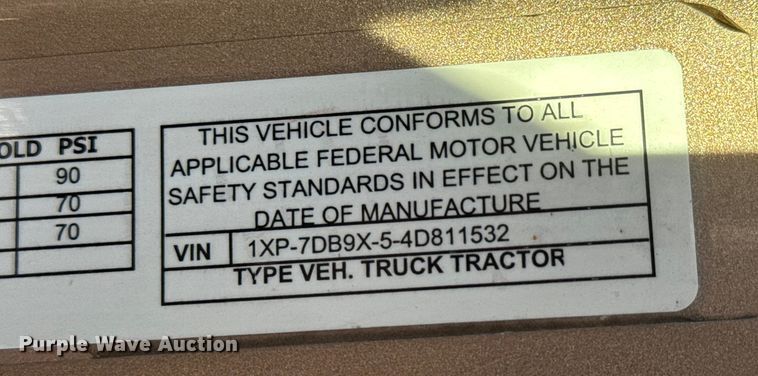 OLD PSI
90
70
70
THIS VEHICLE CONFORMS TO ALL
APPLICABLE FEDERAL MOTOR VEHICLE
SAFETY STANDARDS IN EFFECT ON THE
DATE OF MANUFACTURE
VIN 1XP-7DB9X-5-4D811532
TYPE VEH. TRUCK TRACTOR
Purple Wave Auction